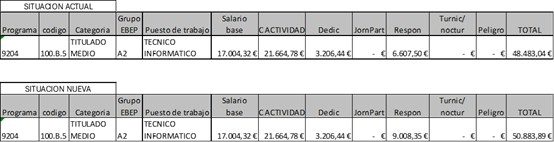 SITUACION ACTUAL
Programa codigo Categoria Grupo EBEP Puesto de trabajo Salario base C ACTIVIDAD Dedic JornPart Respon Turnic/ noctur Peligro TOTAL
9204 100.B.5 TITULADO MEDIO A2 TECNICO INFORMATICO 17.004,32 € 21.664,78 € 3.206,44 € - € 6.607,50 € - € - € 48.483,04 €
SITUACION NUEVA
Programa codigo Categoria Grupo EBEP Puesto de trabajo Salario base C ACTIVIDAD Dedic JornPart Respon Turnic/ noctur Peligro TOTAL
9204 100.B.5 TITULADO MEDIO A2 TECNICO INFORMATICO 17.004,32 € 21.664,78 € 3.206,44 € - € 9.008,35 € - € - € 50.883,89 €